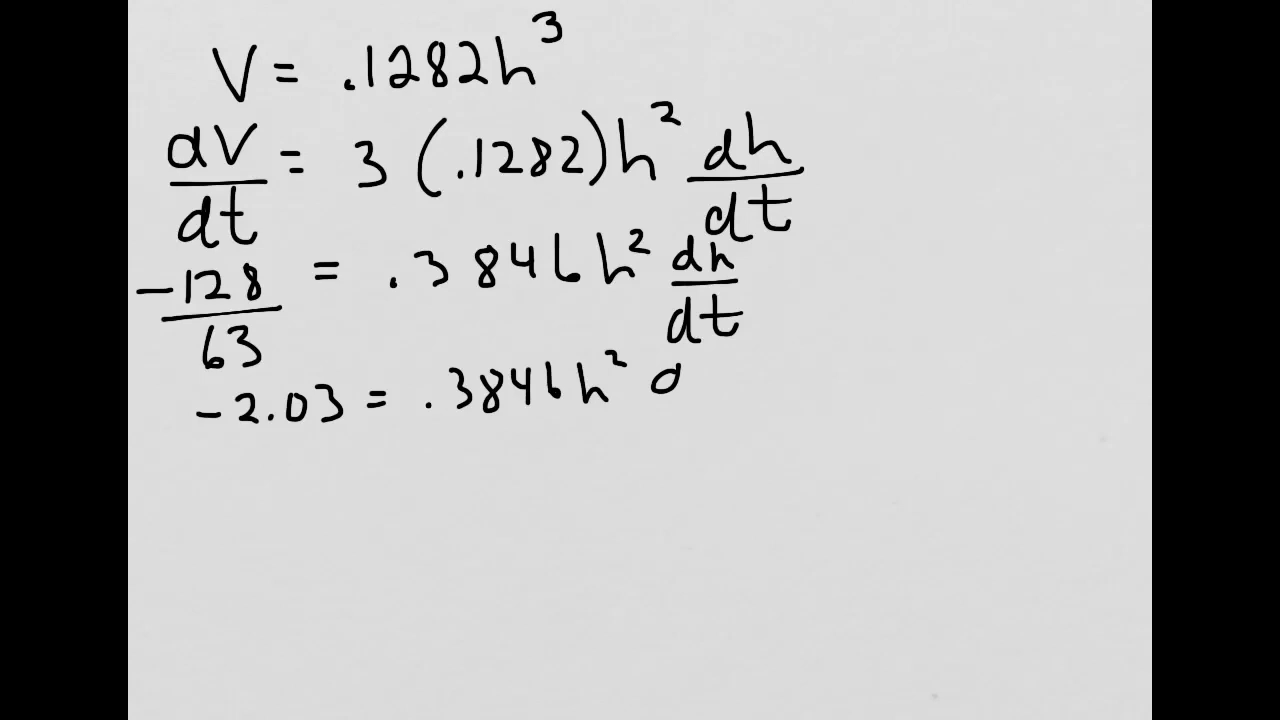 V = .1282h³
dV/dt = 3 (.1282)h² dh/dt
-128/63 = .3846h² dh/dt
-2.03 = .3846h² d